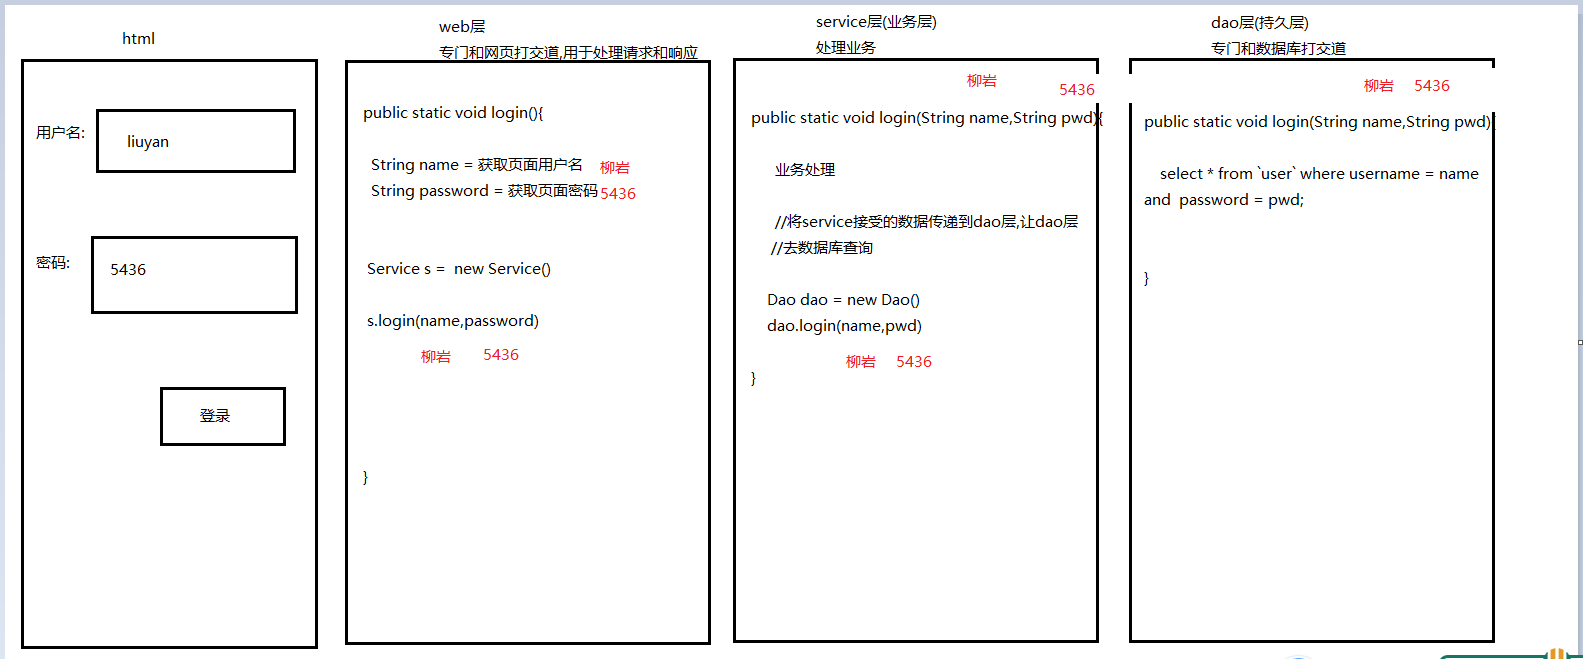 html
用户名:
liuyan
密码:
5436
登录
web层
专门和网页打交道,用于处理请求和响应
public static void login(){
String name = 获取页面用户名 柳岩
String password = 获取页面密码 5436
Service s =  new Service()
s.login(name,password)
柳岩 5436
}
service层(业务层)
处理业务
柳岩 5436
public static void login(String name,String pwd){
业务处理
//将service接受的数据传递到dao层,让dao层
//去数据库查询
Dao dao = new Dao()
dao.login(name,pwd)
柳岩 5436
}
dao层(持久层)
专门和数据库打交道
柳岩 5436
public static void login(String name,String pwd){
select * from `user` where username = name
and  password = pwd;
}